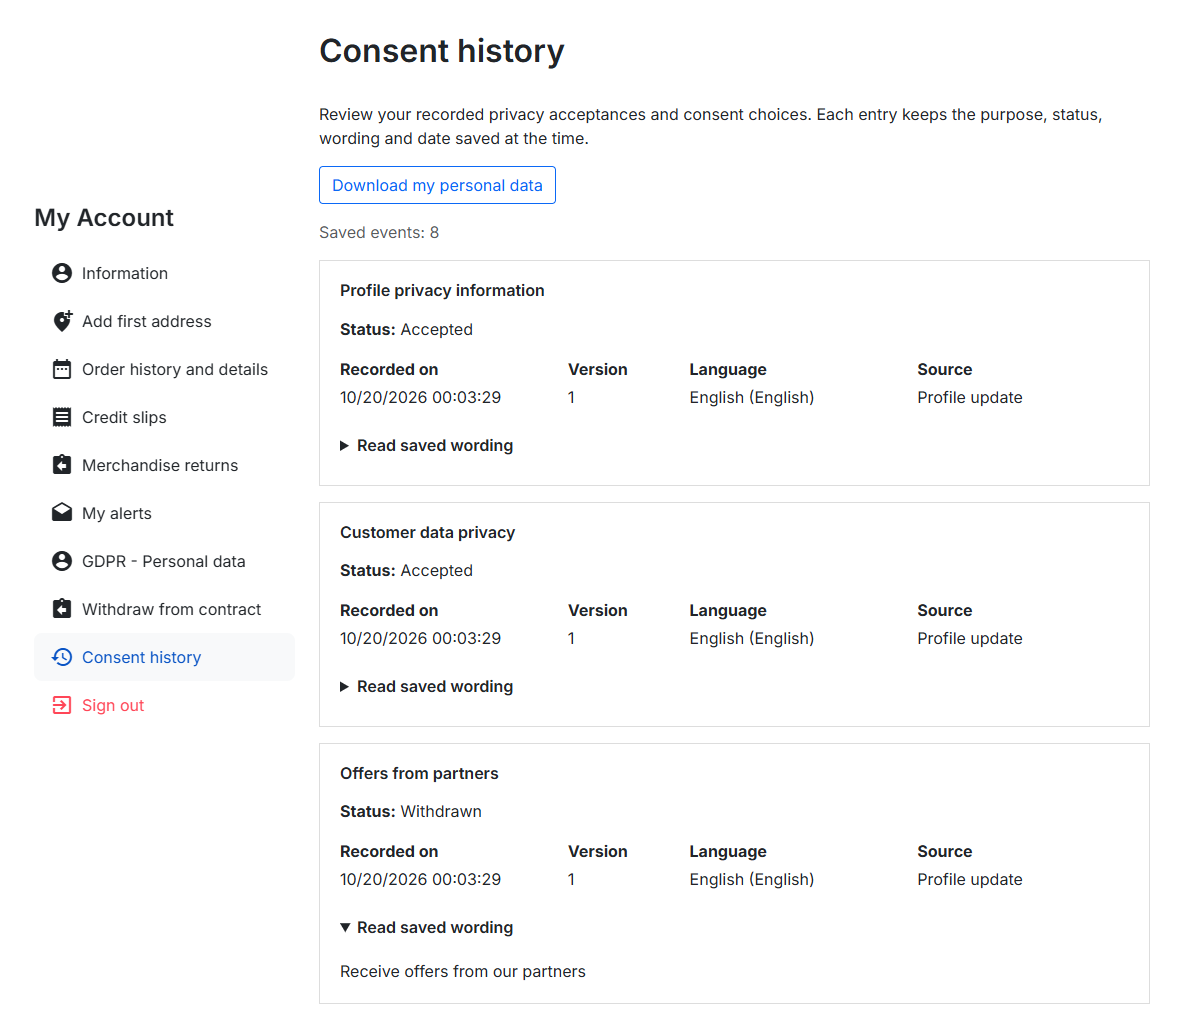 Consent history
Review your recorded privacy acceptances and consent choices. Each entry keeps the purpose, status,
wording and date saved at the time.
Download my personal data
Saved events: 8
My Account
Information
Add first address
Order history and details
Credit slips
Merchandise returns
My alerts
GDPR - Personal data
Withdraw from contract
Consent history
Sign out
Profile privacy information
Status: Accepted
Recorded on Version Language Source
10/20/2026 00:03:29 1 English (English) Profile update
Read saved wording
Customer data privacy
Status: Accepted
Recorded on Version Language Source
10/20/2026 00:03:29 1 English (English) Profile update
Read saved wording
Offers from partners
Status: Withdrawn
Recorded on Version Language Source
10/20/2026 00:03:29 1 English (English) Profile update
Read saved wording
Receive offers from our partners